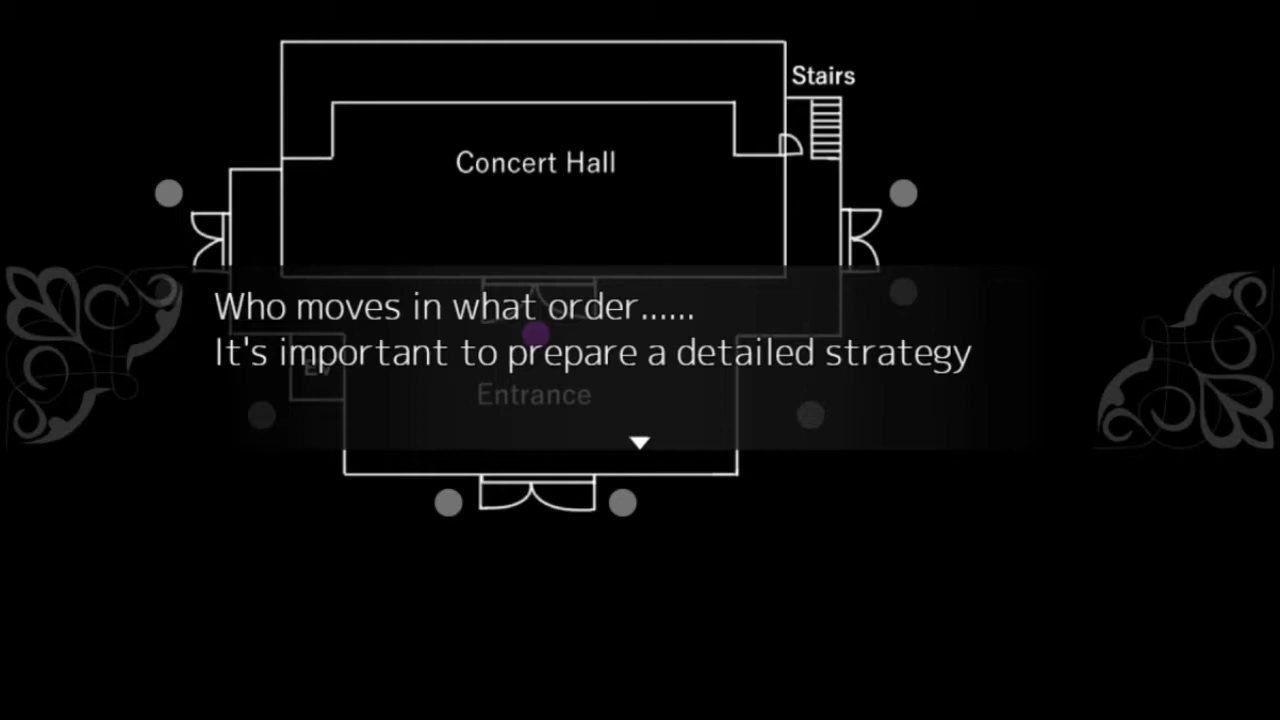 Stairs
Concert Hall
Who moves in what order......
It's important to prepare a detailed strategy
Entrance